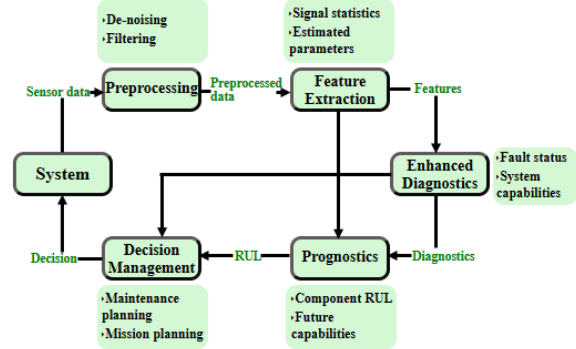 ‣De-noising
‣Filtering
‣Signal statistics
‣Estimated
parameters
Sensor data
Preprocessing
Preprocessed
data
Feature
Extraction
Features
System
Enhanced
Diagnostics
‣Fault status
‣System
capabilities
Decision
Decision
Management
RUL
Prognostics
Diagnostics
‣Maintenance
planning
‣Mission planning
‣Component RUL
‣Future
capabilities